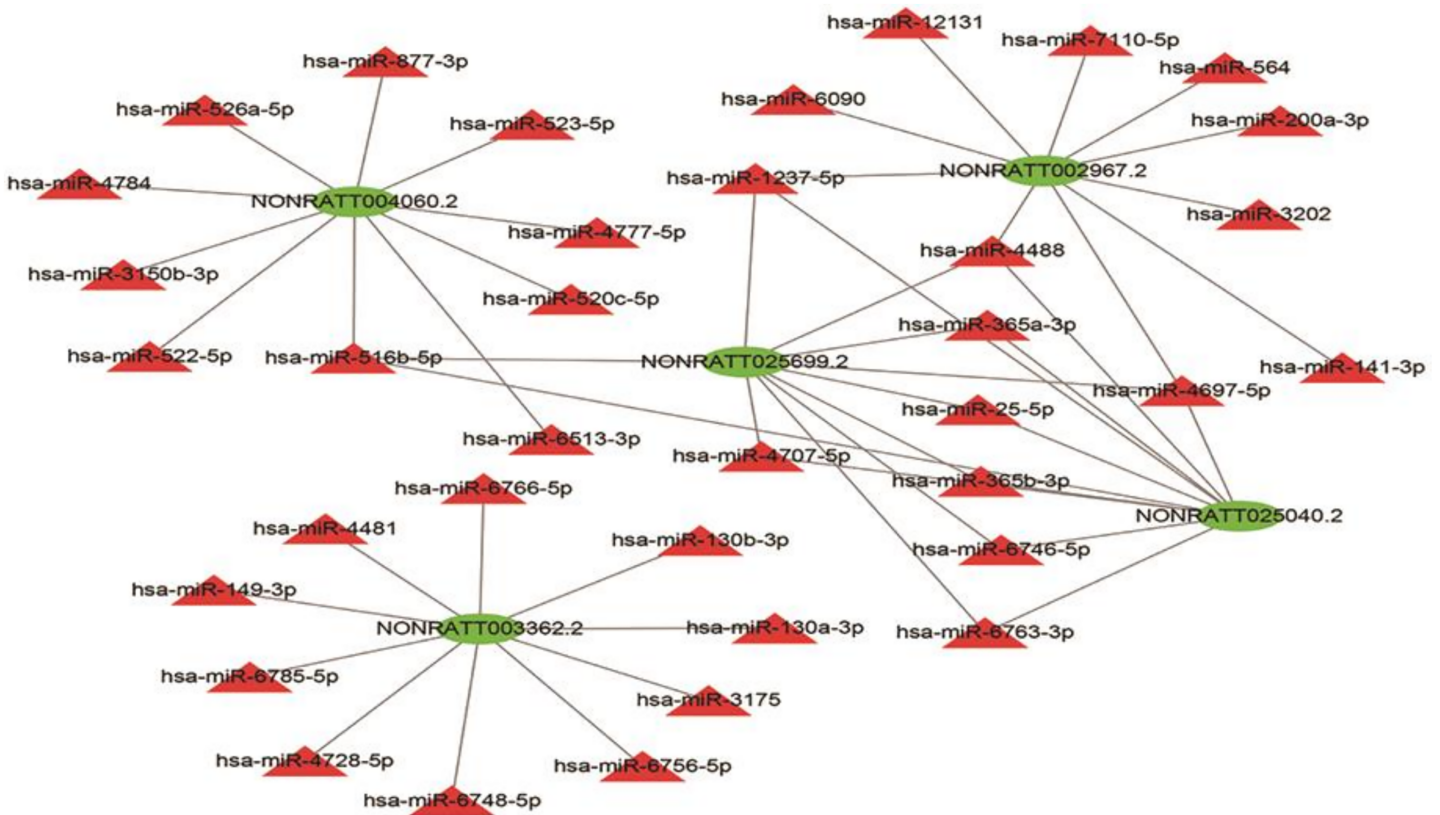 hsa-miR-12131
hsa-miR-7110-5p
hsa-miR-877-3p
hsa-miR-564
hsa-miR-6090
hsa-miR-526a-5p
hsa-miR-523-5p
hsa-miR-200a-3p
NONRATT002967.2
hsa-miR-1237-5p
hsa-miR-4784
NONRATT004060.2
hsa-miR-3202
hsa-miR-4777-5p
hsa-miR-4488
hsa-miR-3150b-3p
hsa-miR-520c-5p
hsa-miR-365a-3p
hsa-miR-522-5p
hsa-miR-516b-5p
NONRATT025699.2
hsa-miR-141-3p
hsa-miR-4697-5p
hsa-miR-25-5p
hsa-miR-6513-3p
hsa-miR-4707-5p
hsa-miR-365b-3p
hsa-miR-6766-5p
NONRATT025040.2
hsa-miR-4481
hsa-miR-130b-3p
hsa-miR-6746-5p
hsa-miR-149-3p
NONRATT003362.2
hsa-miR-130a-3p
hsa-miR-6763-3p
hsa-miR-6785-5p
hsa-miR-3175
hsa-miR-4728-5p
hsa-miR-6756-5p
hsa-miR-6748-5p